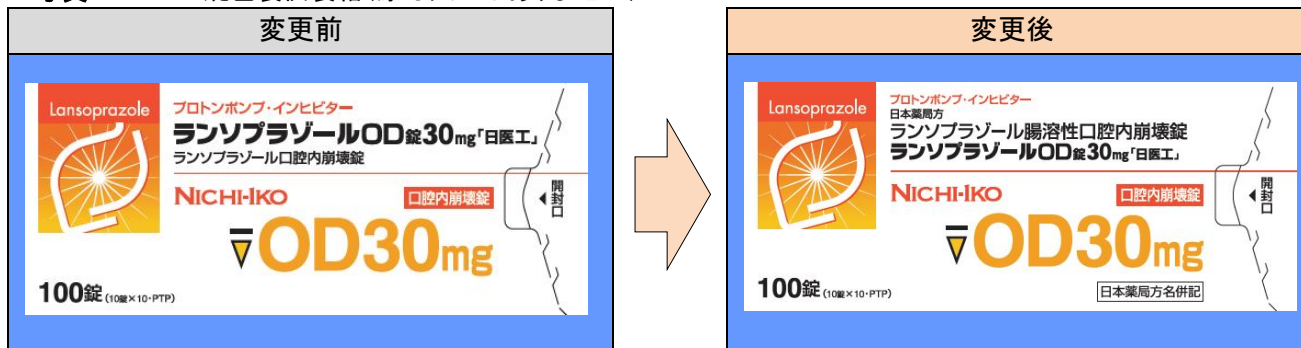 変更前
Lansoprazole
プロトンポンプ・インヒビター
ランソプラゾールOD錠30mg「日医工」
ランソプラゾール口腔内崩壊錠
NICHI-IKO
口腔内崩壊錠
開封口
OD30mg
100錠(10錠×10・PTP)
変更後
Lansoprazole
プロトンポンプ・インヒビター
日本薬局方
ランソプラゾール腸溶性口腔内崩壊錠
ランソプラゾールOD錠30mg「日医工」
NICHI-IKO
口腔内崩壊錠
開封口
OD30mg
100錠(10錠×10・PTP)
日本薬局方名併記